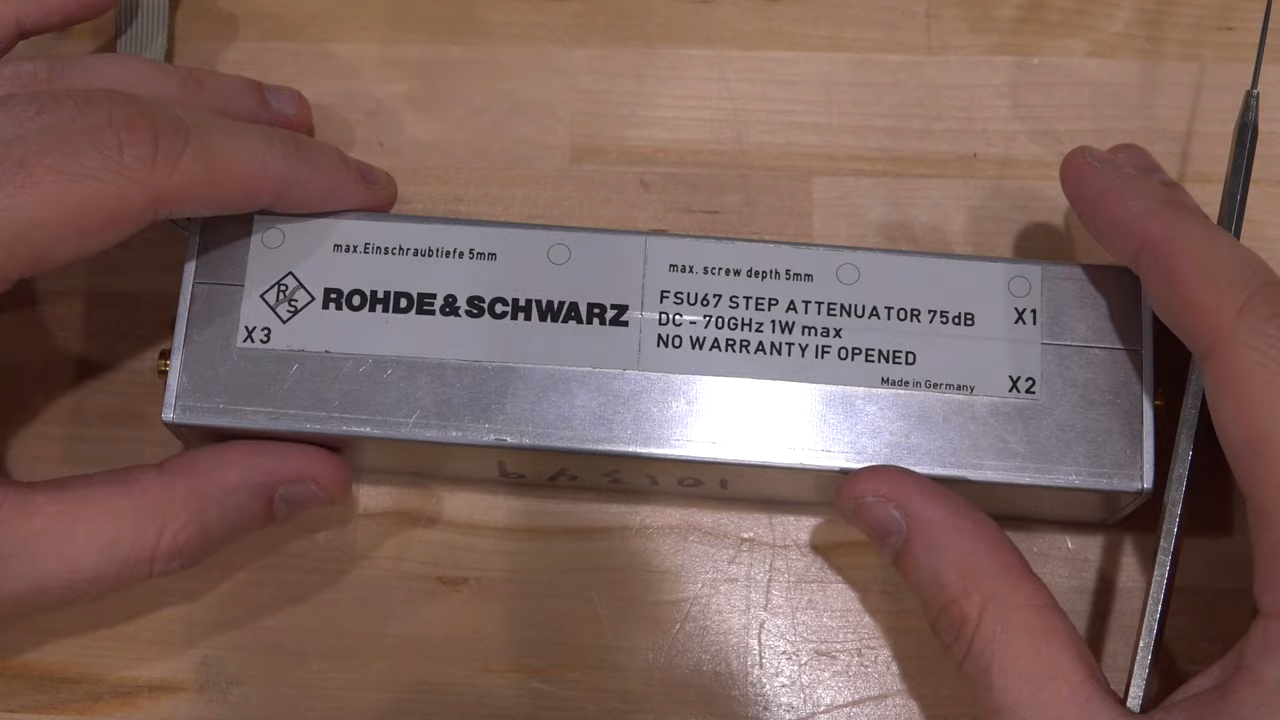 max.Einschraubtiefe 5mm
RS ROHDE&SCHWARZ
X3
max. screw depth 5mm
FSU67 STEP ATTENUATOR 75dB
X1
DC - 70GHz 1W max
NO WARRANTY IF OPENED
Made in Germany
X2